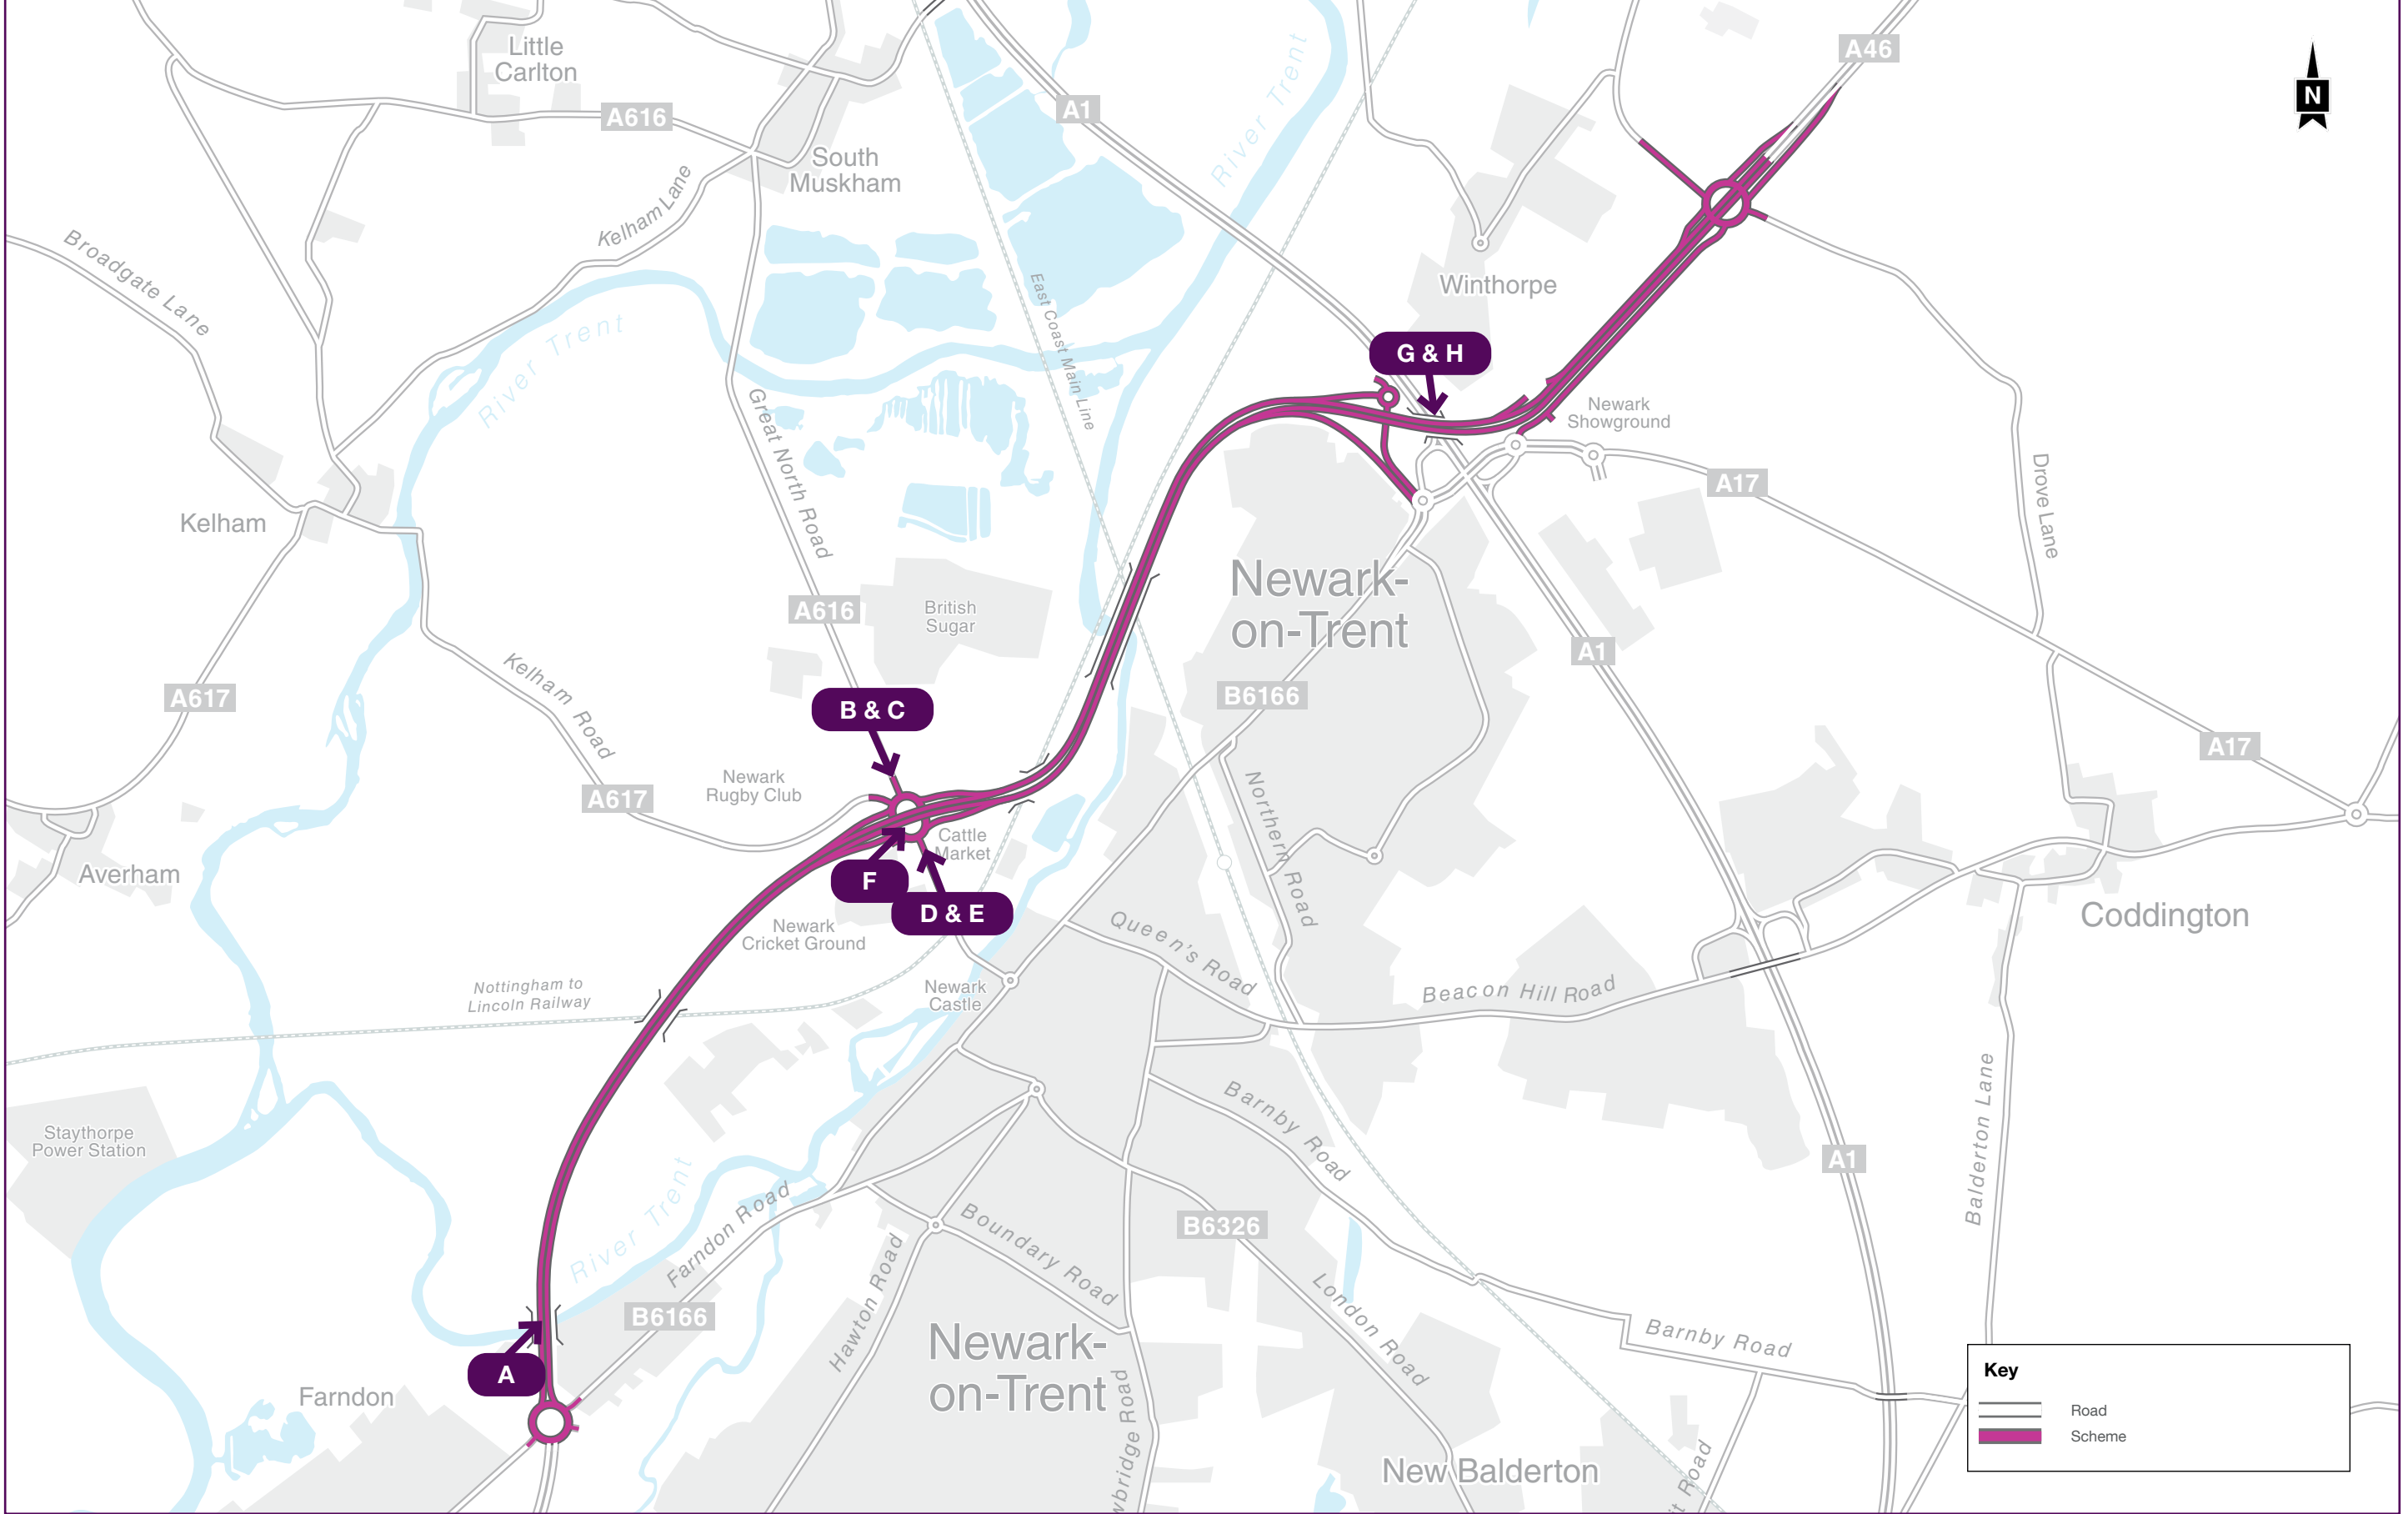 Little
Carlton
A46
N
A616
A1
River Trent
South
Muskham
Kelham Lane
Broadgate Lane
Winthorpe
East Coast Main Line
River Trent
G & H
Great North Road
Newark
Showground
A17
Drove Lane
Kelham
Newark-
on-Trent
A616
British
Sugar
A1
Kelham Road
A617
B6166
B & C
A17
Newark
Rugby Club
A617
Northern Road
Cattle
Market
Averham
F
D & E
Coddington
Newark
Cricket Ground
Queen's Road
Nottingham to
Lincoln Railway
Newark
Castle
Beacon Hill Road
Staythorpe
Power Station
Barnby Road
Balderton Lane
A1
River Trent
Farndon Road
Boundary Road
B6326
Hawton Road
London Road
B6166
Newark-
on-Trent
Barnby Road
A
Farndon
Key
Road
Scheme
New Balderton
Road